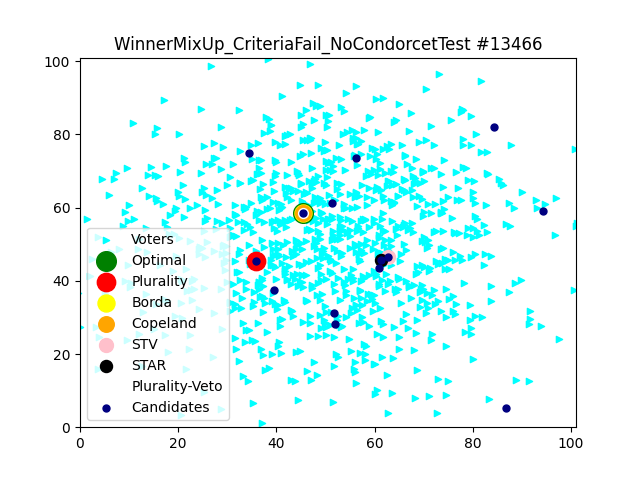 WinnerMixUp_CriteriaFail_NoCondorcetTest #13466
100
80
60
40
20
0
Voters
Optimal
Plurality
Borda
Copeland
STV
STAR
Plurality-Veto
Candidates
0 20 40 60 80 100